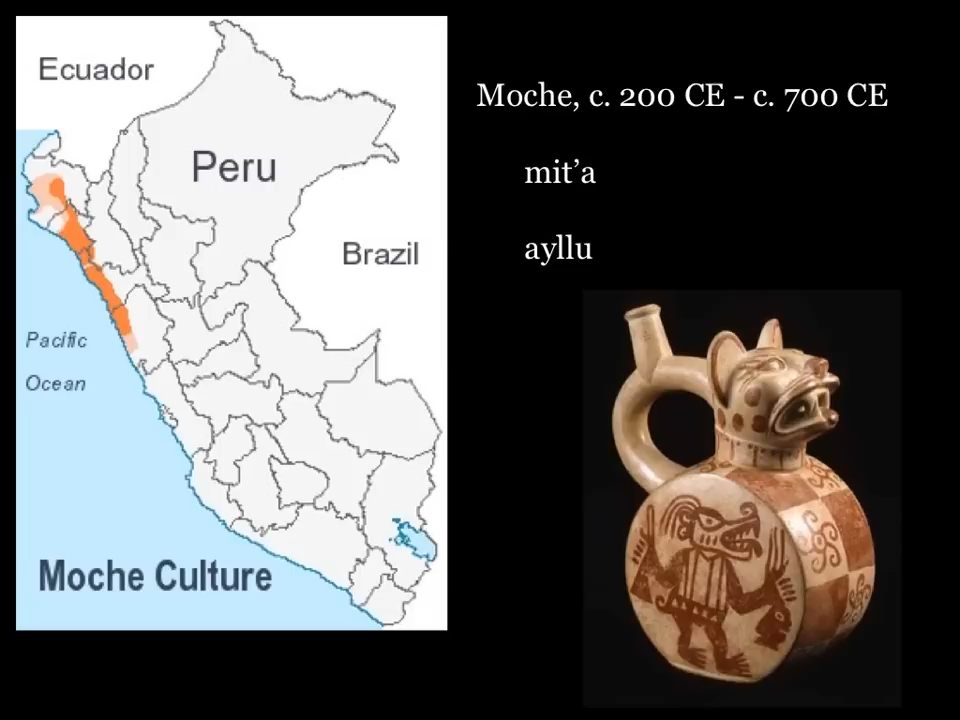 Ecuador
Peru
Brazil
Pacific
Ocean
Moche Culture
Moche, c. 200 CE - c. 700 CE
mit’a
ayllu